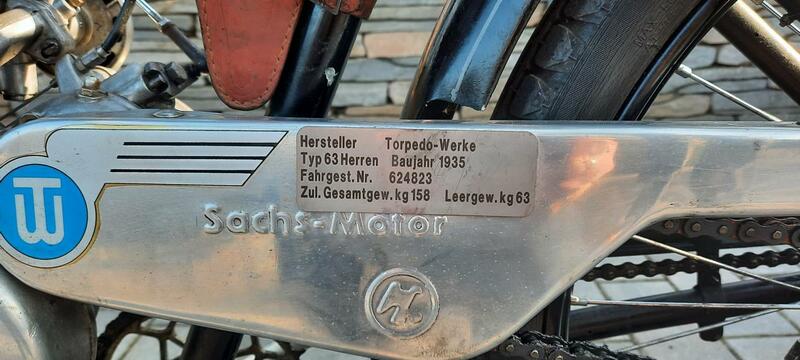 Hersteller Torpedo-Werke
Typ 63 Herren Baujahr 1935
Fahrgest. Nr. 624823
Zul. Gesamtgew. kg 158 Leergew. kg 63
TW
Sachs-Motor